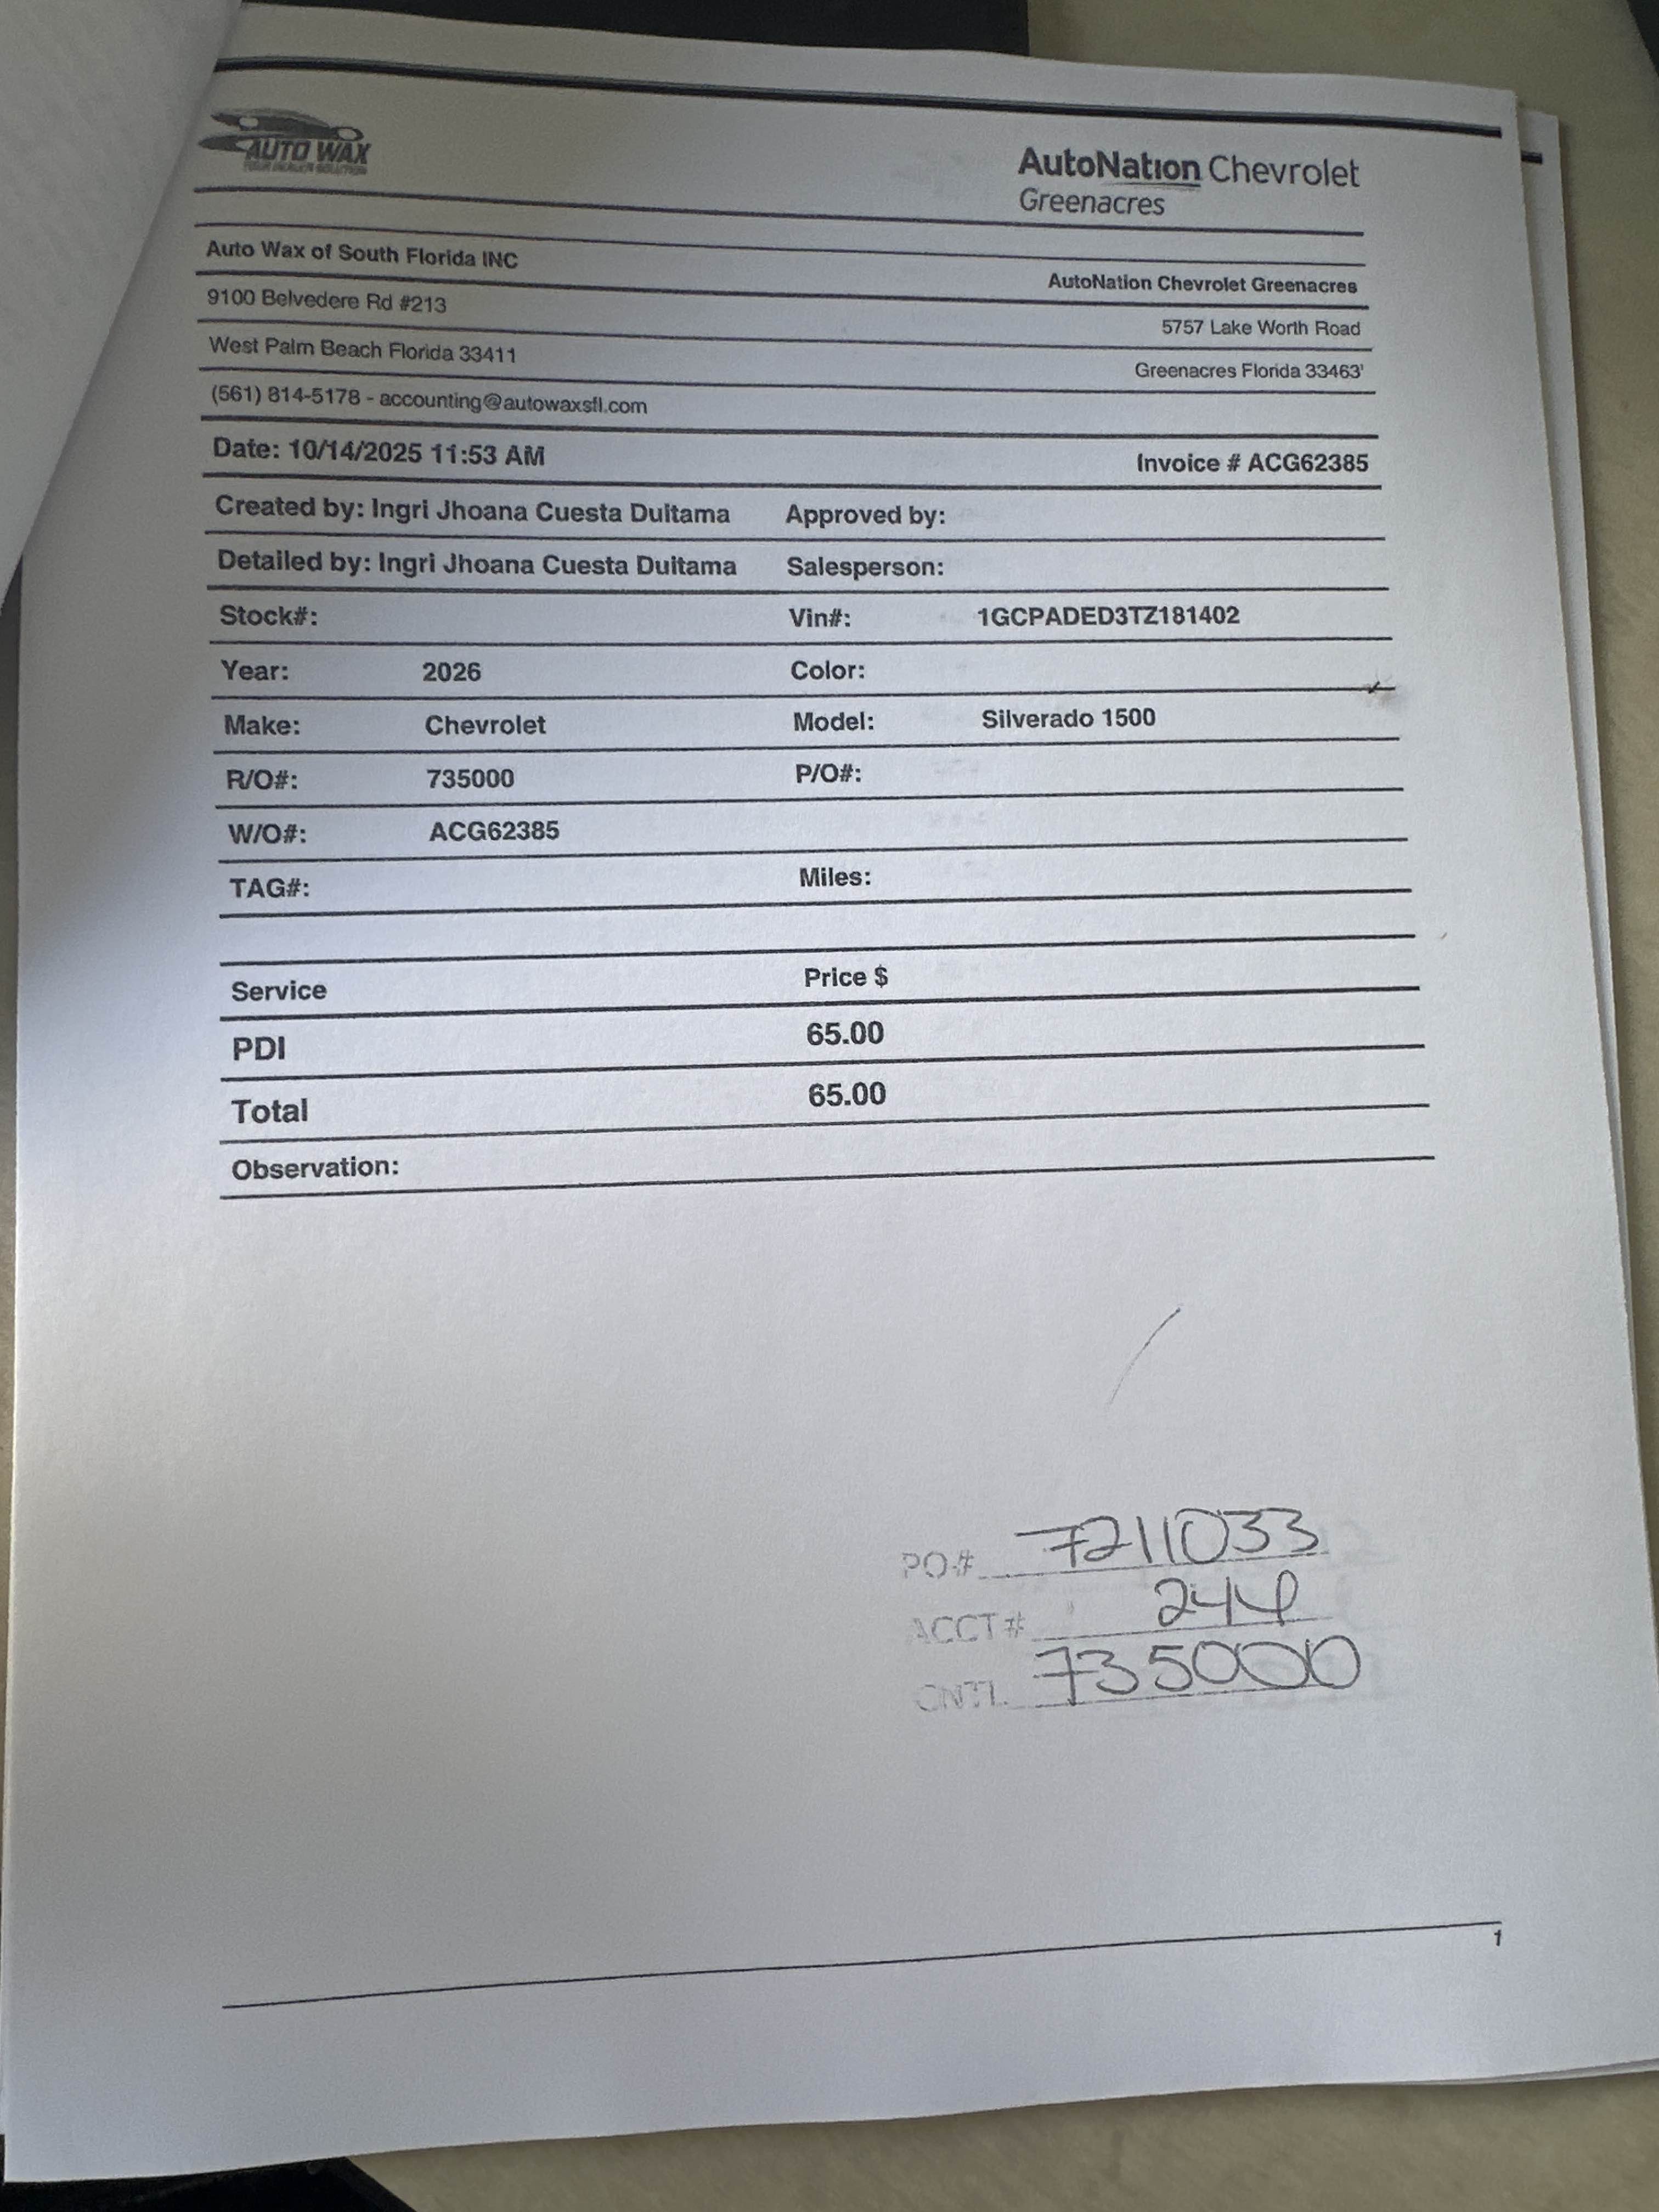 AUTO WAX
YOUR DEALER SOLUTION
AutoNation Chevrolet
Greenacres
Auto Wax of South Florida INC
AutoNation Chevrolet Greenacres
9100 Belvedere Rd #213
5757 Lake Worth Road
West Palm Beach Florida 33411
Greenacres Florida 33463'
(561) 814-5178 - accounting@autowaxsfl.com
Date: 10/14/2025 11:53 AM Invoice # ACG62385
Created by: Ingri Jhoana Cuesta Duitama Approved by:
Detailed by: Ingri Jhoana Cuesta Duitama Salesperson:
Stock#: Vin#: 1GCPADED3TZ181402
Year: 2026 Color:
Make: Chevrolet Model: Silverado 1500
R/O#: 735000 P/O#:
W/O#: ACG62385
TAG#: Miles:
Service Price $
PDI 65.00
Total 65.00
Observation:
PO# 7211033
ACCT# 244
CNTL 735000
1